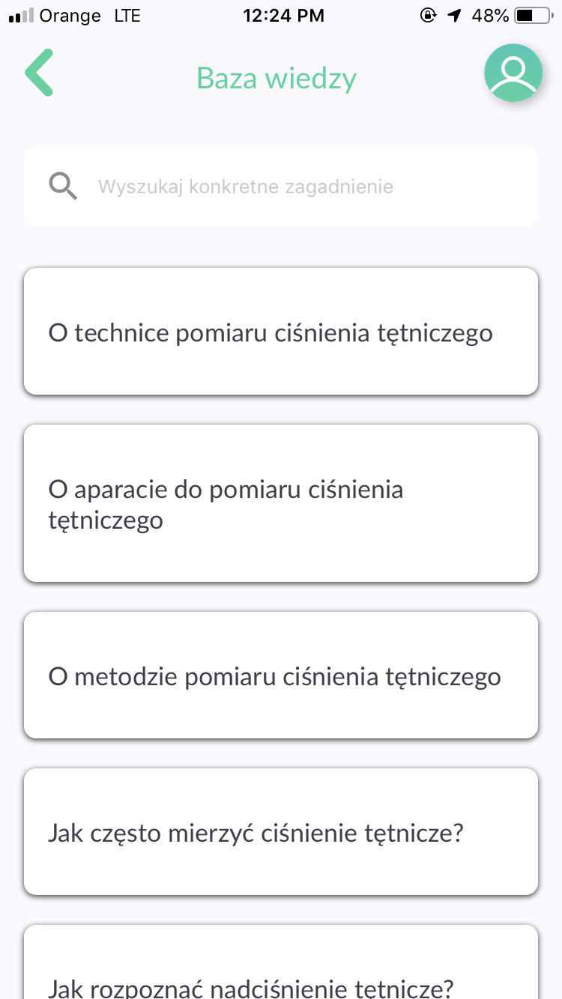 Orange LTE 12:24 PM 48%
Baza wiedzy
Wyszukaj konkretne zagadnienie
O technice pomiaru ciśnienia tętniczego
O aparacie do pomiaru ciśnienia
tętniczego
O metodzie pomiaru ciśnienia tętniczego
Jak często mierzyć ciśnienie tętnicze?
Jak rozpoznać nadciśnienie tętnicze?